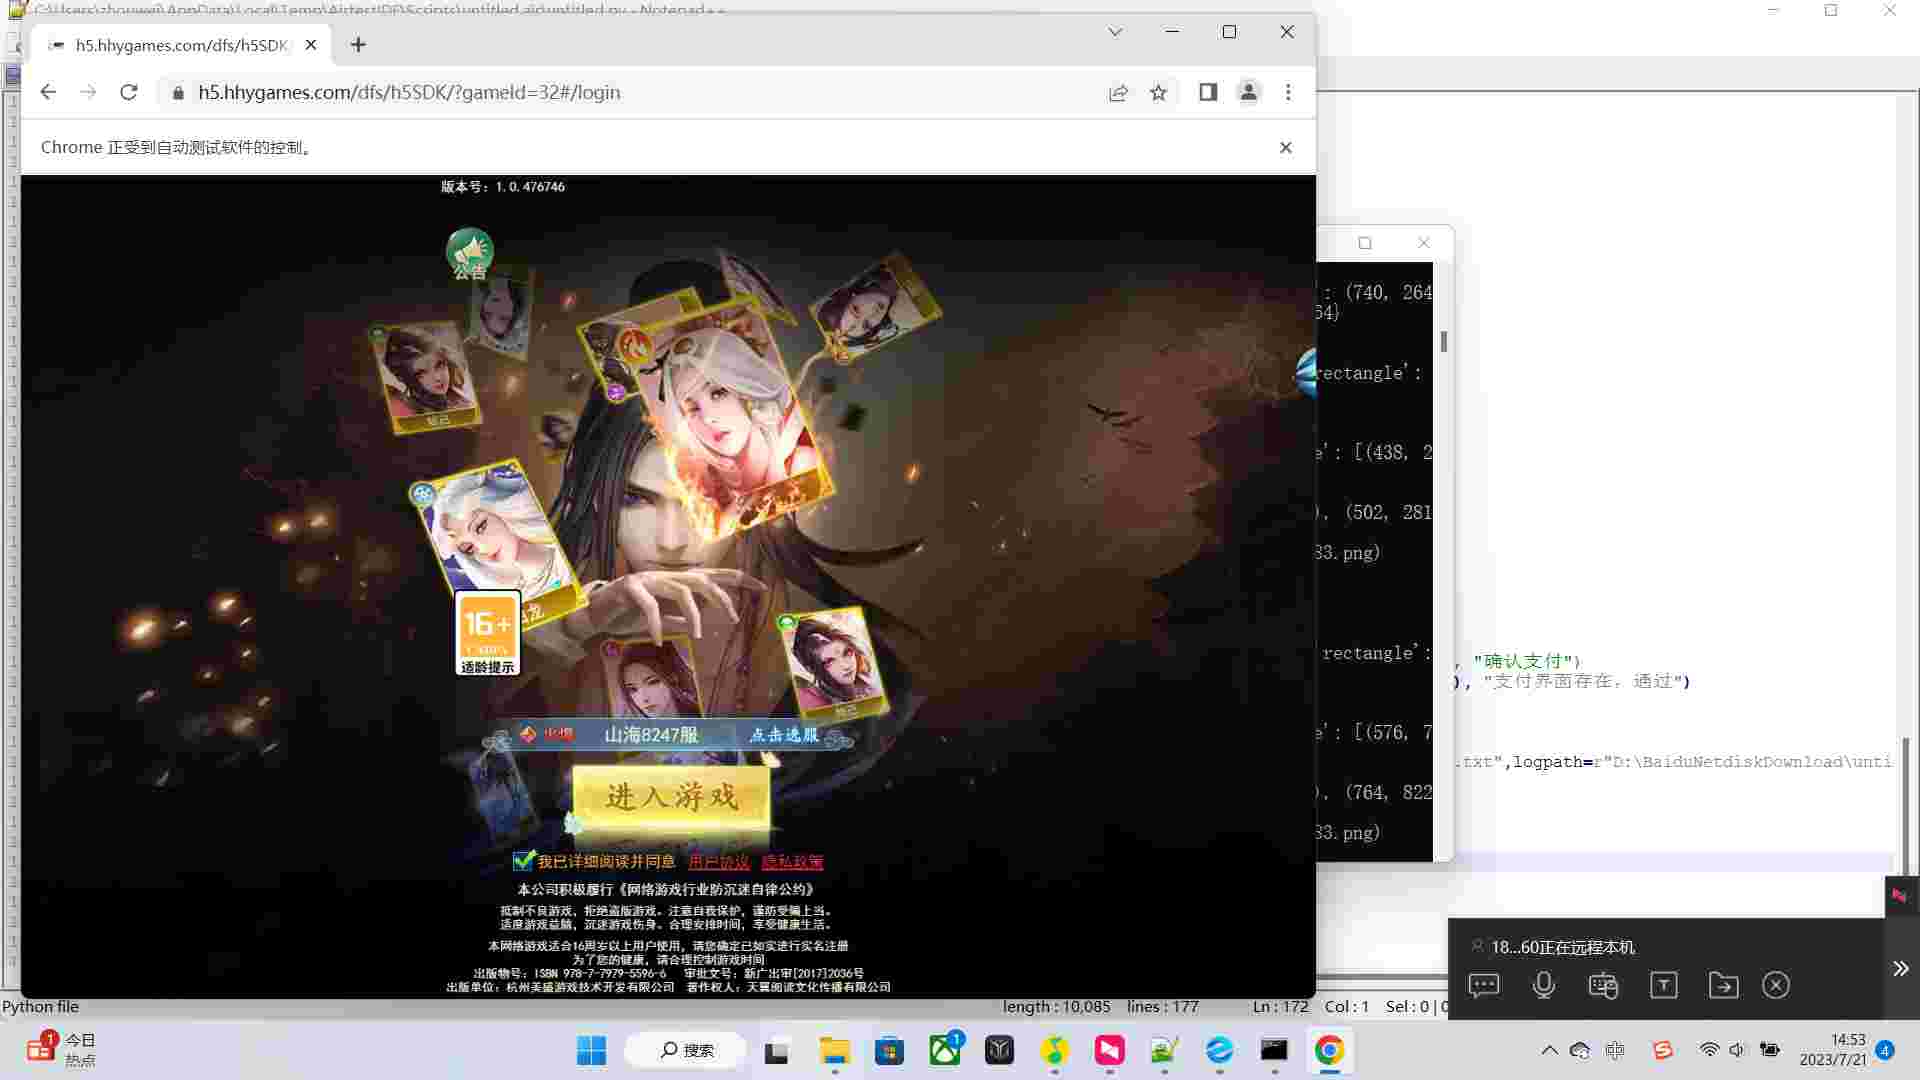 C:\Users\zhouwei\AppData\Local\Temp\AirtestIDE\Scripts\untitled.air\untitled.py - Notepad++
h5.hhygames.com/dfs/h5SDK
h5.hhygames.com/dfs/h5SDK/?gameId=32#/login
Chrome 正受到自动测试软件的控制。
版本号：1.0.476746
公告
妲己
16+
适龄提示
火爆 山海8247服 点击选服
进入游戏
我已详细阅读并同意 用户协议 隐私政策
本公司积极履行《网络游戏行业防沉迷自律公约》
抵制不良游戏，拒绝盗版游戏。注意自我保护，谨防受骗上当。
适度游戏益脑，沉迷游戏伤身。合理安排时间，享受健康生活。
本网络游戏适合16周岁以上用户使用，请您确定已如实进行实名注册
为了您的健康，请合理控制游戏时间
出版物号：ISBN 978-7-7979-5596-6 审批文号：新广出审[2017]2036号
出版单位：杭州美盛游戏技术开发有限公司 著作权人：天翼阅读文化传播有限公司
': (740, 264
64}
rectangle':
e': [(438, 2
), (502, 281
83.png)
rectangle':
, "确认支付")
), "支付界面存在，通过")
e': [(576, 7
.txt",logpath=r"D:\BaiduNetdiskDownload\unti
), (764, 822
83.png)
18...60正在远程本机
Python file
length : 10,085 lines : 177
Ln : 172 Col : 1 Sel : 0 | 0
1
今日
热点
搜索
1
中
14:53
2023/7/21
4